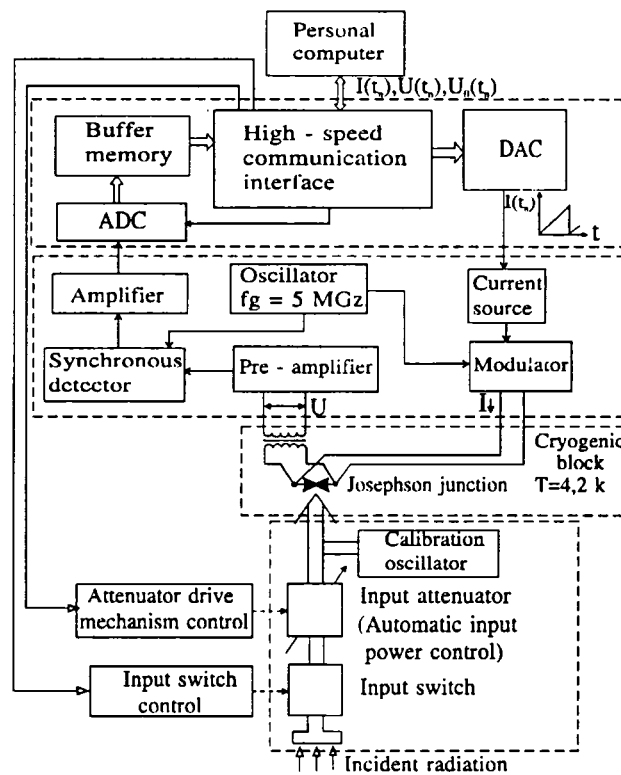 Personal
computer
I(tₙ),U(tₙ),Uₙ(tₙ)
Buffer
memory
High - speed
communication
interface
DAC
ADC
I(tₙ)
t
Amplifier
Oscillator
fg = 5 MGz
Current
source
Synchronous
detector
Pre - amplifier
Modulator
U
I
Cryogenic
block
T=4,2 k
Josephson junction
Calibration
oscillator
Attenuator drive
mechanism control
Input attenuator
(Automatic input
power control)
Input switch
control
Input switch
Incident radiation